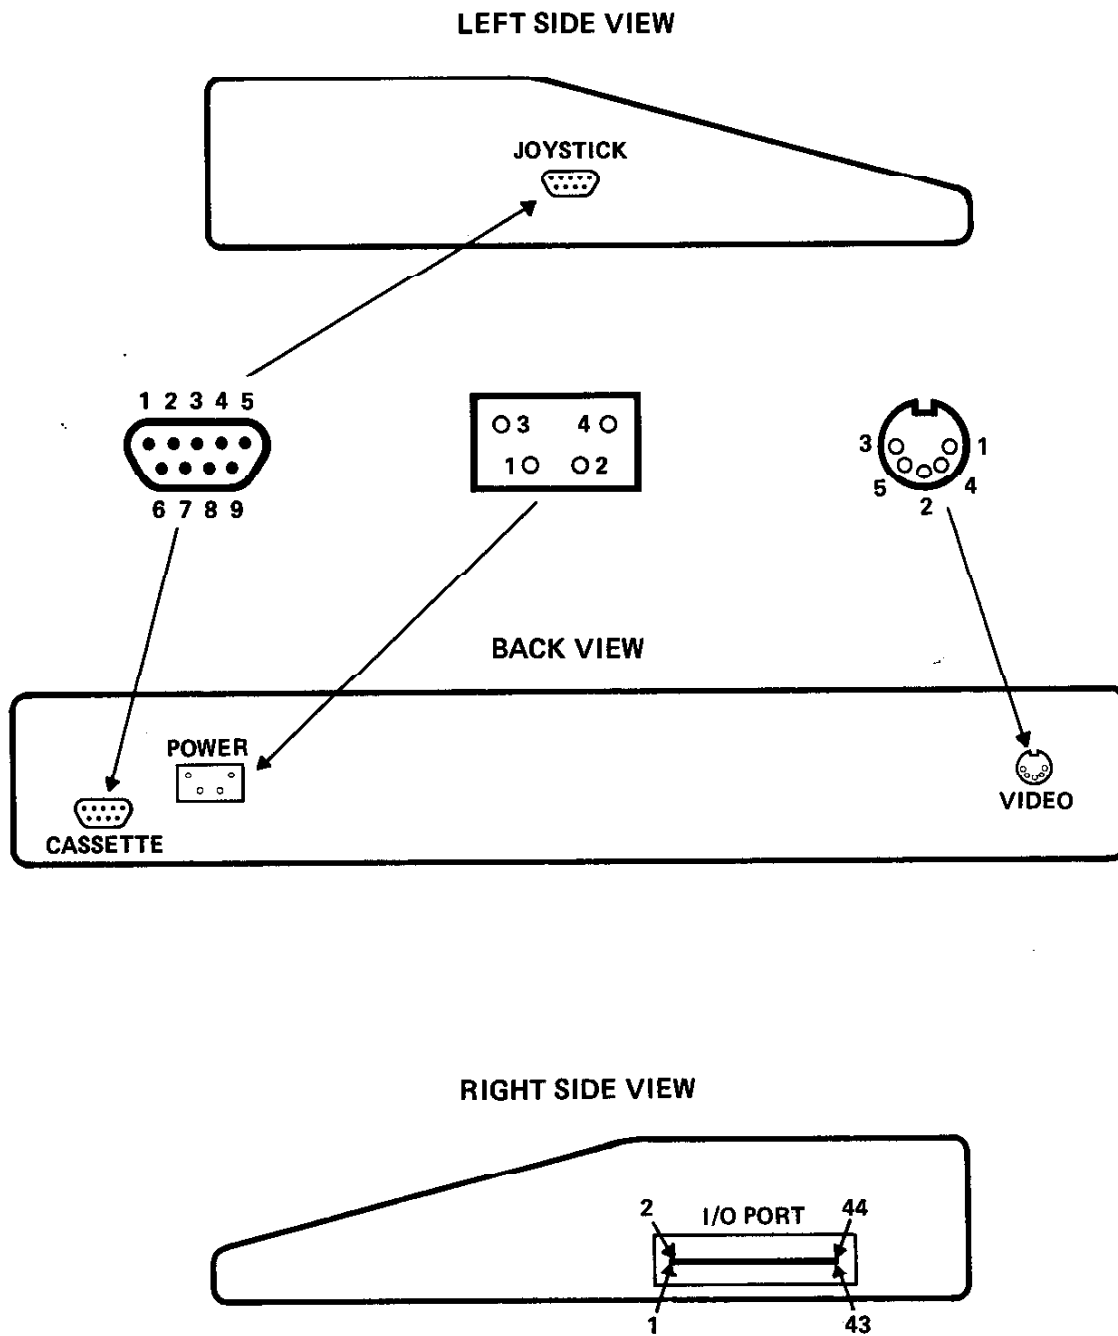 LEFT SIDE VIEW
JOYSTICK
1 2 3 4 5
6 7 8 9
3 4
1 2
3 1
5 4
2
BACK VIEW
POWER
CASSETTE
VIDEO
RIGHT SIDE VIEW
2 I/O PORT 44
1 43